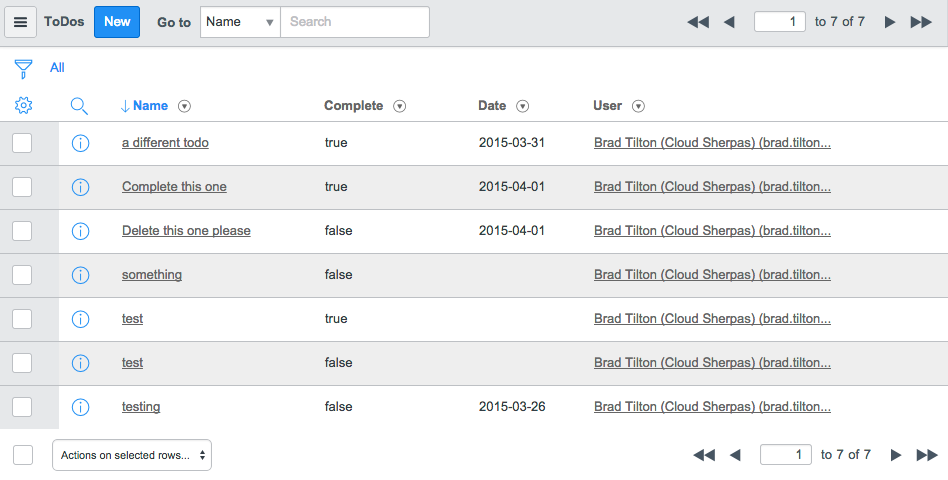 ToDos New Go to Name Search 1 to 7 of 7
All
Name Complete Date User
a different todo true 2015-03-31 Brad Tilton (Cloud Sherpas) (brad.tilton...
Complete this one true 2015-04-01 Brad Tilton (Cloud Sherpas) (brad.tilton...
Delete this one please false 2015-04-01 Brad Tilton (Cloud Sherpas) (brad.tilton...
something false Brad Tilton (Cloud Sherpas) (brad.tilton...
test true Brad Tilton (Cloud Sherpas) (brad.tilton...
test false Brad Tilton (Cloud Sherpas) (brad.tilton...
testing false 2015-03-26 Brad Tilton (Cloud Sherpas) (brad.tilton...
Actions on selected rows... 1 to 7 of 7